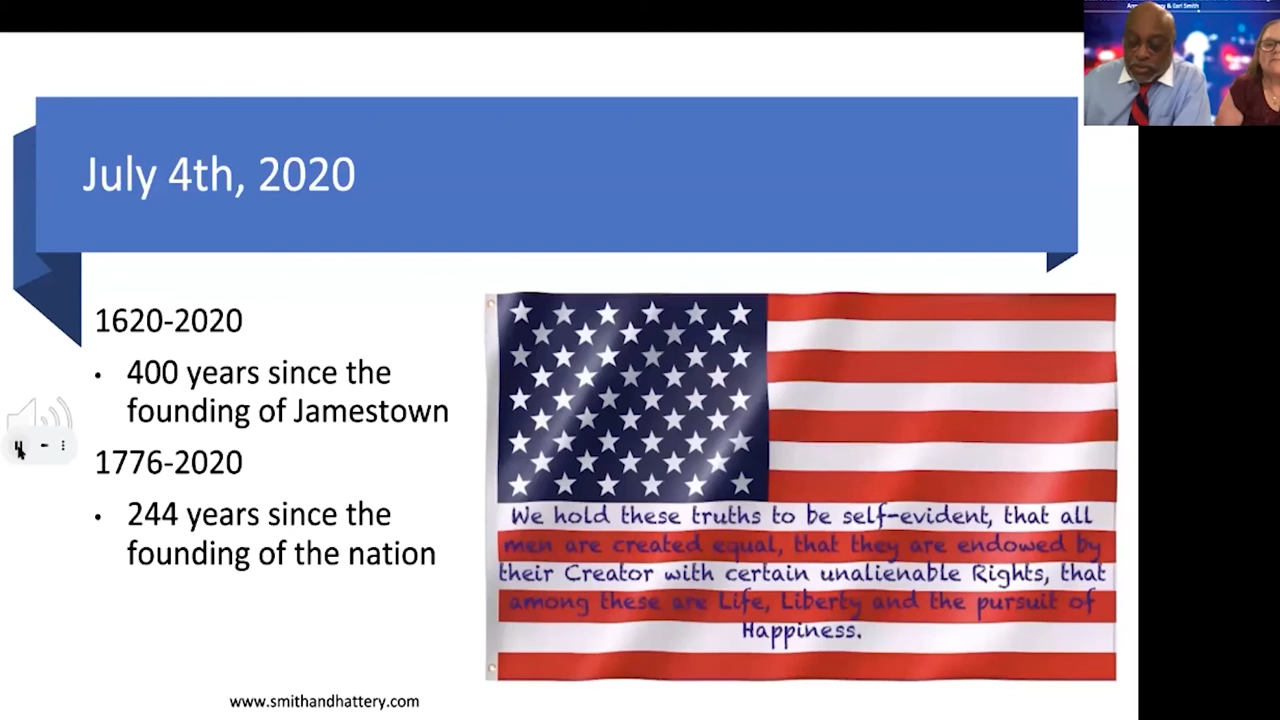 & Earl Smith
July 4th, 2020
1620-2020
• 400 years since the
founding of Jamestown
1776-2020
• 244 years since the
founding of the nation
We hold these truths to be self-evident, that all
men are created equal, that they are endowed by
their Creator with certain unalienable Rights, that
among these are Life, Liberty and the pursuit of
Happiness.
www.smithandhattery.com